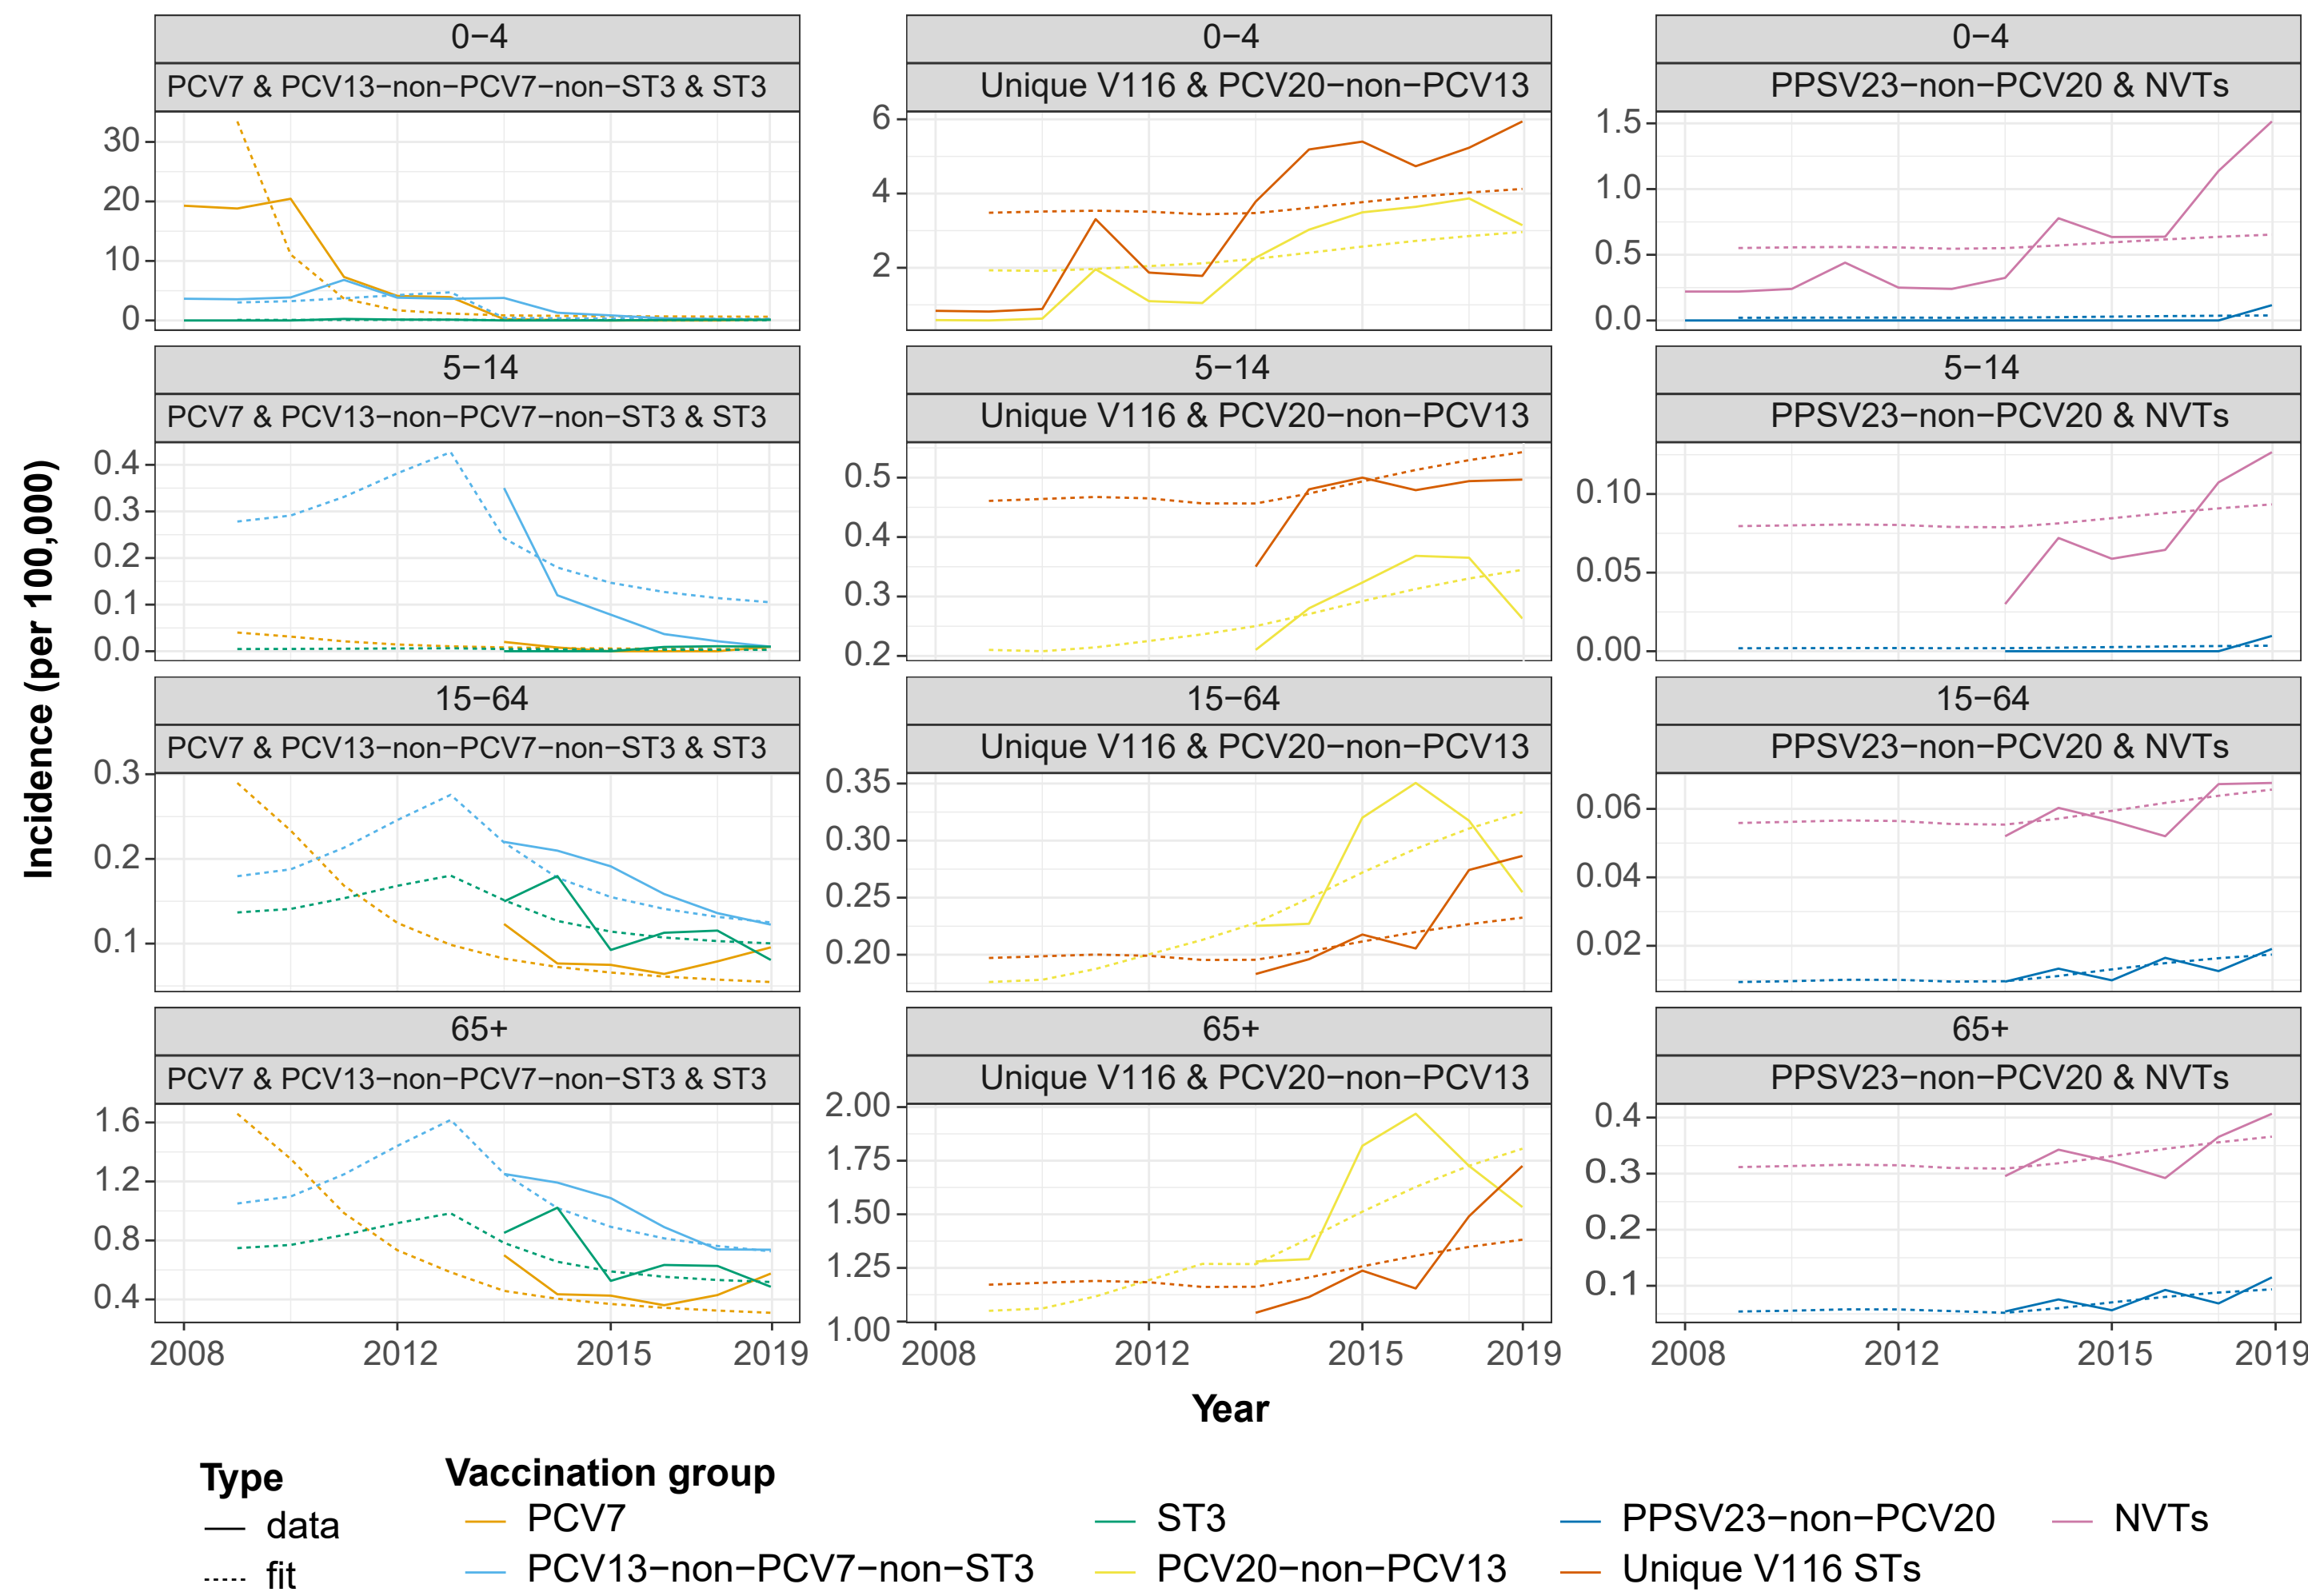 0−4
0−4
0−4
PCV7 & PCV13−non−PCV7−non−ST3 & ST3
Unique V116 & PCV20−non−PCV13
PPSV23−non−PCV20 & NVTs
30
20
10
0
6
4
2
1.5
1.0
0.5
0.0
5−14
5−14
5−14
PCV7 & PCV13−non−PCV7−non−ST3 & ST3
Unique V116 & PCV20−non−PCV13
PPSV23−non−PCV20 & NVTs
0.4
0.3
0.2
0.1
0.0
0.5
0.4
0.3
0.2
0.10
0.05
0.00
15−64
15−64
15−64
PCV7 & PCV13−non−PCV7−non−ST3 & ST3
Unique V116 & PCV20−non−PCV13
PPSV23−non−PCV20 & NVTs
0.3
0.2
0.1
0.35
0.30
0.25
0.20
0.06
0.04
0.02
65+
65+
65+
PCV7 & PCV13−non−PCV7−non−ST3 & ST3
Unique V116 & PCV20−non−PCV13
PPSV23−non−PCV20 & NVTs
1.6
1.2
0.8
0.4
2.00
1.75
1.50
1.25
1.00
0.4
0.3
0.2
0.1
2008 2012 2015 2019
2008 2012 2015 2019
2008 2012 2015 2019
Incidence (per 100,000)
Year
Type
data
fit
Vaccination group
PCV7
ST3
PPSV23−non−PCV20
NVTs
PCV13−non−PCV7−non−ST3
PCV20−non−PCV13
Unique V116 STs